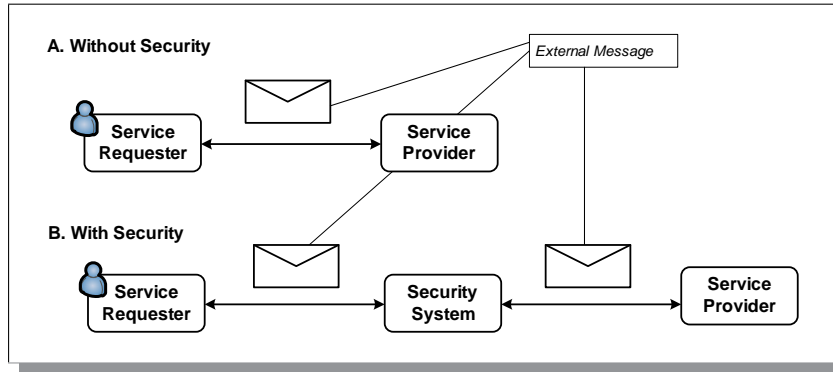 A. Without Security
External Message
Service
Requester
Service
Provider
B. With Security
Service
Requester
Security
System
Service
Provider